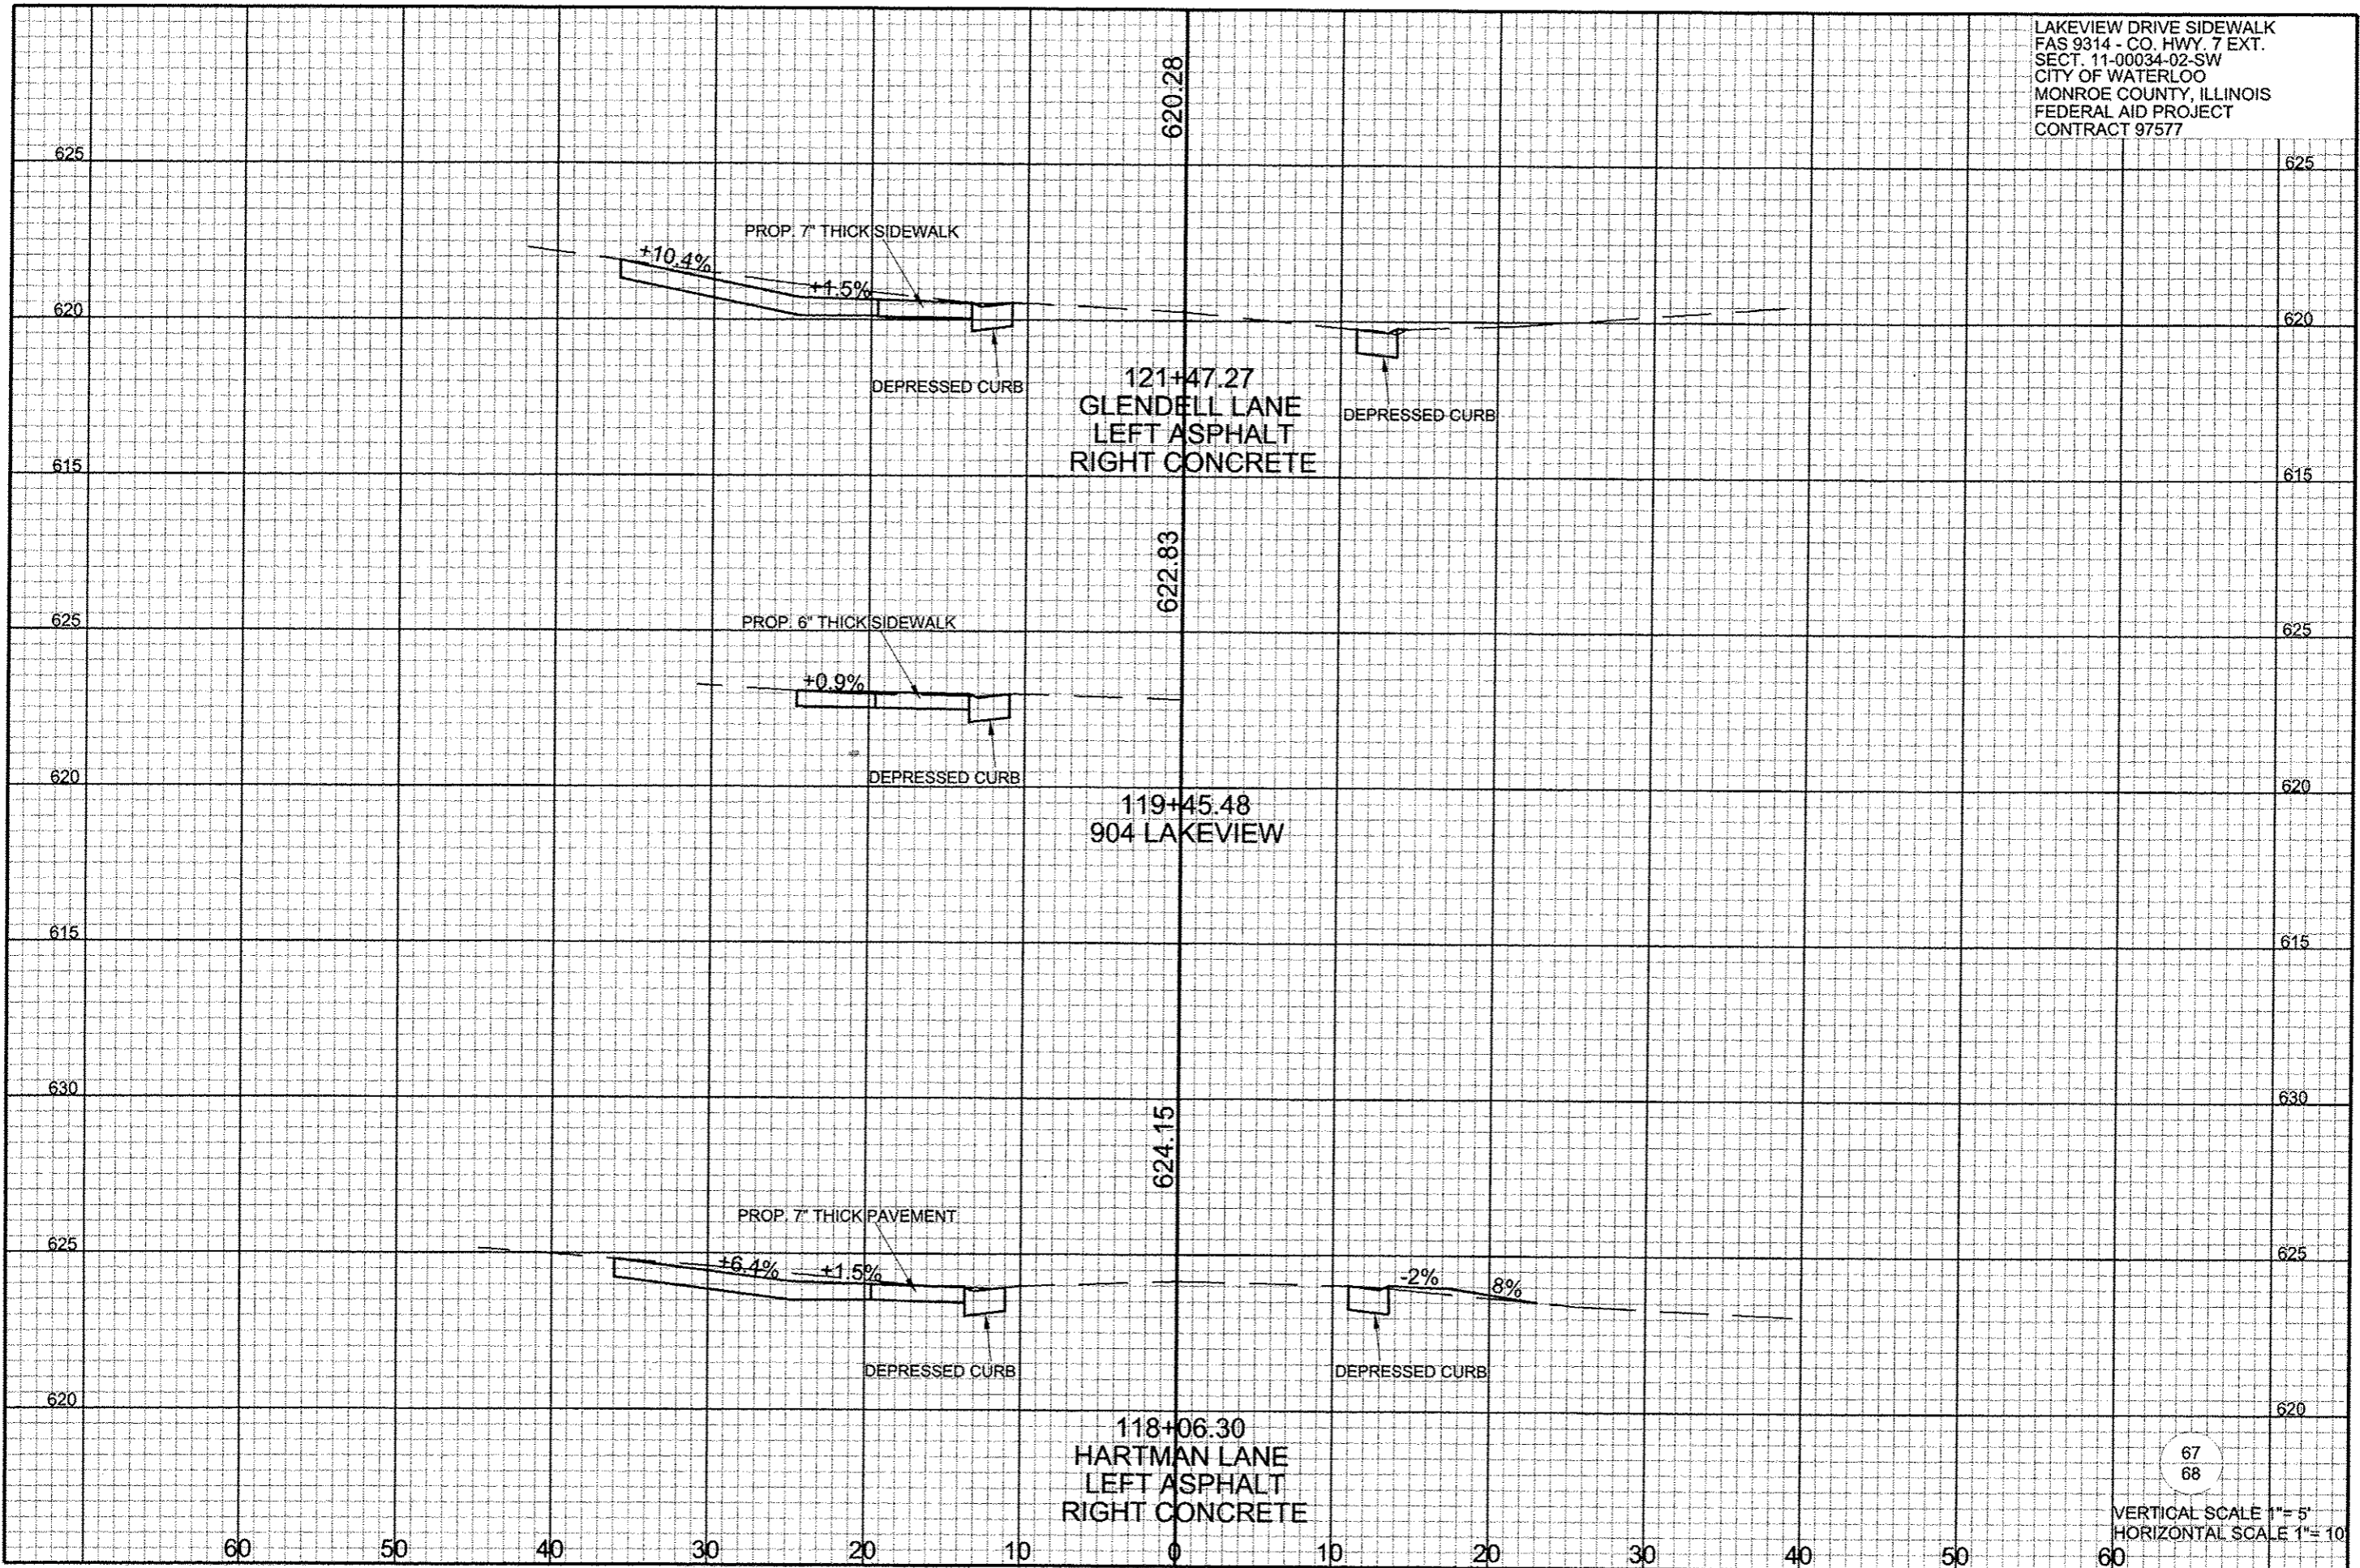 LAKEVIEW DRIVE SIDEWALK
FAS 9314 - CO. HWY. 7 EXT.
SECT. 11-00034-02-SW
CITY OF WATERLOO
MONROE COUNTY, ILLINOIS
FEDERAL AID PROJECT
CONTRACT 97577
620.28
625 625
PROP. 7" THICK SIDEWALK
+10.4%
+1.5%
620 620
DEPRESSED CURB
DEPRESSED CURB
121+47.27
GLENDELL LANE
LEFT ASPHALT
RIGHT CONCRETE
615 615
622.83
625 625
PROP. 6" THICK SIDEWALK
+0.9%
DEPRESSED CURB
620 620
119+45.48
904 LAKEVIEW
615 615
630 630
624.15
PROP. 7" THICK PAVEMENT
625 625
+6.4%
+1.5%
-2%
8%
DEPRESSED CURB
DEPRESSED CURB
620 620
118+06.30
HARTMAN LANE
LEFT ASPHALT
RIGHT CONCRETE
67
68
VERTICAL SCALE 1"= 5'
HORIZONTAL SCALE 1"= 10'
60 50 40 30 20 10 0 10 20 30 40 50 60